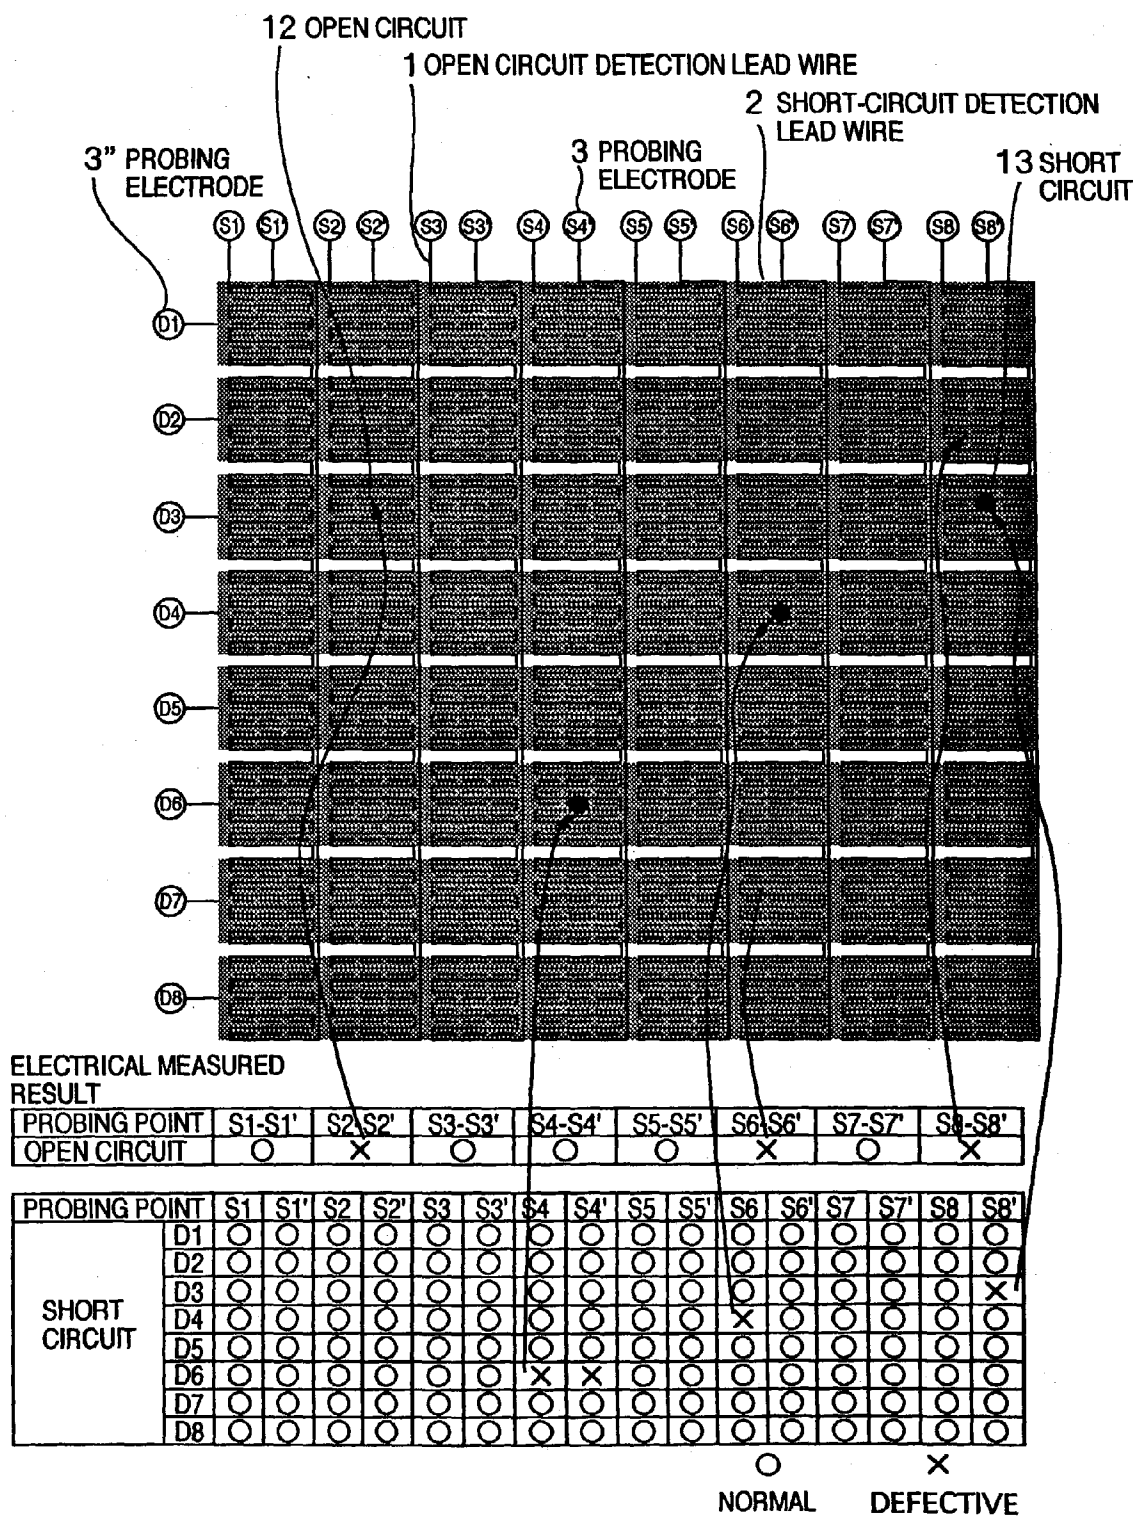 12 OPEN CIRCUIT
1 OPEN CIRCUIT DETECTION LEAD WIRE
2 SHORT-CIRCUIT DETECTION
LEAD WIRE
3" PROBING
ELECTRODE
3 PROBING
ELECTRODE
13 SHORT
CIRCUIT
S1 S1' S2 S2' S3 S3' S4 S4' S5 S5' S6 S6' S7 S7' S8 S8'
D1
D2
D3
D4
D5
D6
D7
D8
ELECTRICAL MEASURED
RESULT
PROBING POINT S1-S1' S2-S2' S3-S3' S4-S4' S5-S5' S6-S6' S7-S7' S8-S8'
OPEN CIRCUIT ○ × ○ ○ ○ × ○ ×
PROBING POINT S1 S1' S2 S2' S3 S3' S4 S4' S5 S5' S6 S6' S7 S7' S8 S8'
SHORT
CIRCUIT
D1 ○ ○ ○ ○ ○ ○ ○ ○ ○ ○ ○ ○ ○ ○ ○ ○
D2 ○ ○ ○ ○ ○ ○ ○ ○ ○ ○ ○ ○ ○ ○ ○ ○
D3 ○ ○ ○ ○ ○ ○ ○ ○ ○ ○ ○ ○ ○ ○ ○ ×
D4 ○ ○ ○ ○ ○ ○ ○ ○ ○ ○ × ○ ○ ○ ○ ○
D5 ○ ○ ○ ○ ○ ○ ○ ○ ○ ○ ○ ○ ○ ○ ○ ○
D6 ○ ○ ○ ○ ○ ○ × × ○ ○ ○ ○ ○ ○ ○ ○
D7 ○ ○ ○ ○ ○ ○ ○ ○ ○ ○ ○ ○ ○ ○ ○ ○
D8 ○ ○ ○ ○ ○ ○ ○ ○ ○ ○ ○ ○ ○ ○ ○ ○
○ ×
NORMAL DEFECTIVE